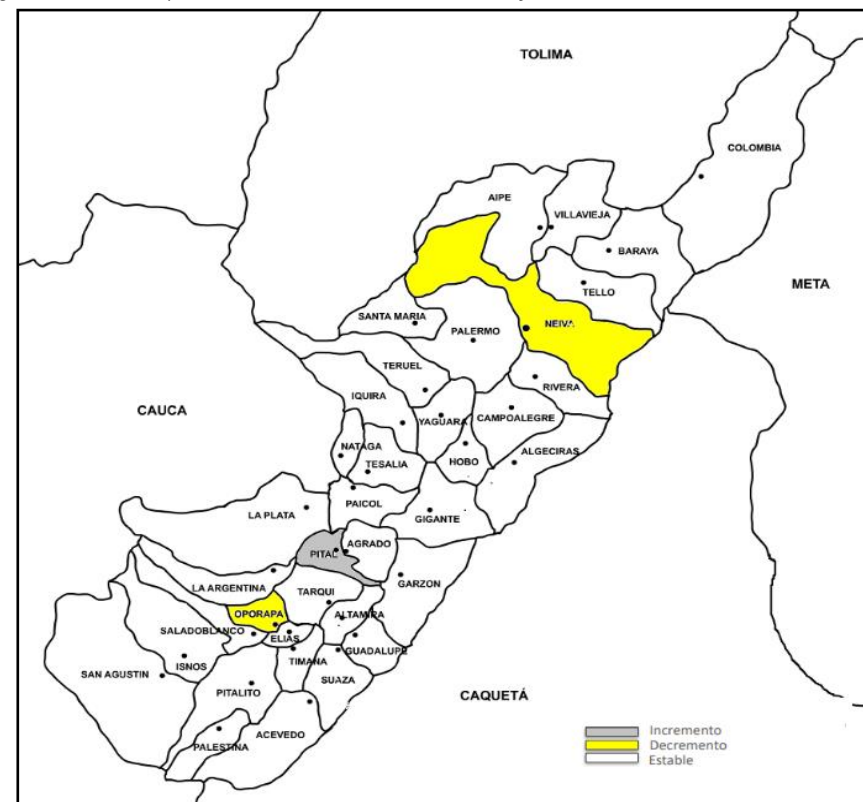 TOLIMA
COLOMBIA
AIPE
VILLAVIEJA
BARAYA
META
TELLO
SANTA MARIA
NEIVA
PALERMO
TERUEL
RIVERA
IQUIRA
CAUCA
YAGUARA
CAMPOALEGRE
NATAGA
ALGECIRAS
TESALIA
HOBO
PAICOL
LA PLATA
GIGANTE
AGRADO
PITAL
GARZON
LA ARGENTINA
TARQUI
OPORAPA
ALTAMIRA
SALADOBLANCO
ELIAS
GUADALUPE
TIMANA
ISNOS
SAN AGUSTIN
SUAZA
PITALITO
CAQUETÁ
ACEVEDO
PALESTINA
Incremento
Decremento
Estable